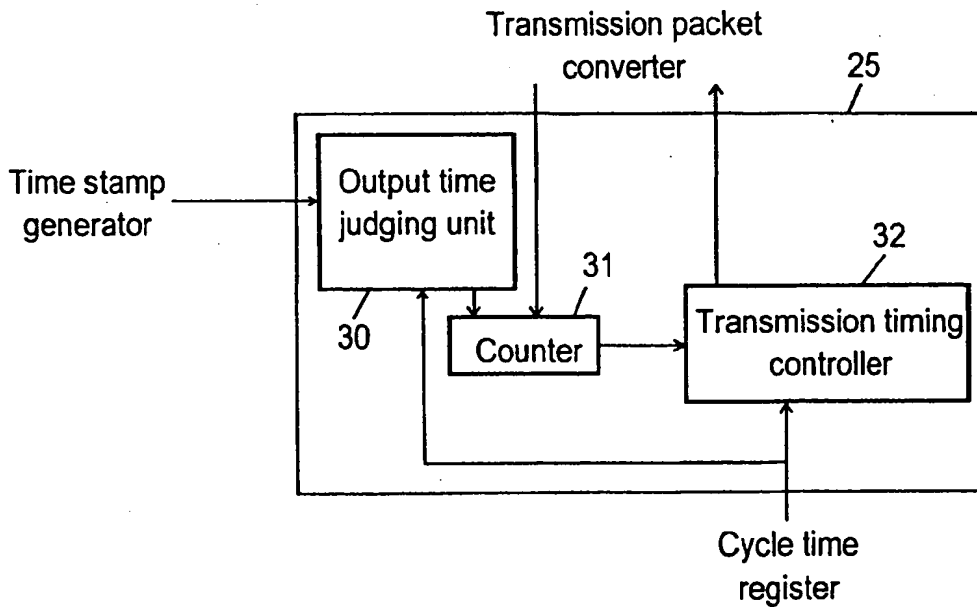 Transmission packet
converter
25
Time stamp
generator
Output time
judging unit
30
31
Counter
32
Transmission timing
controller
Cycle time
register